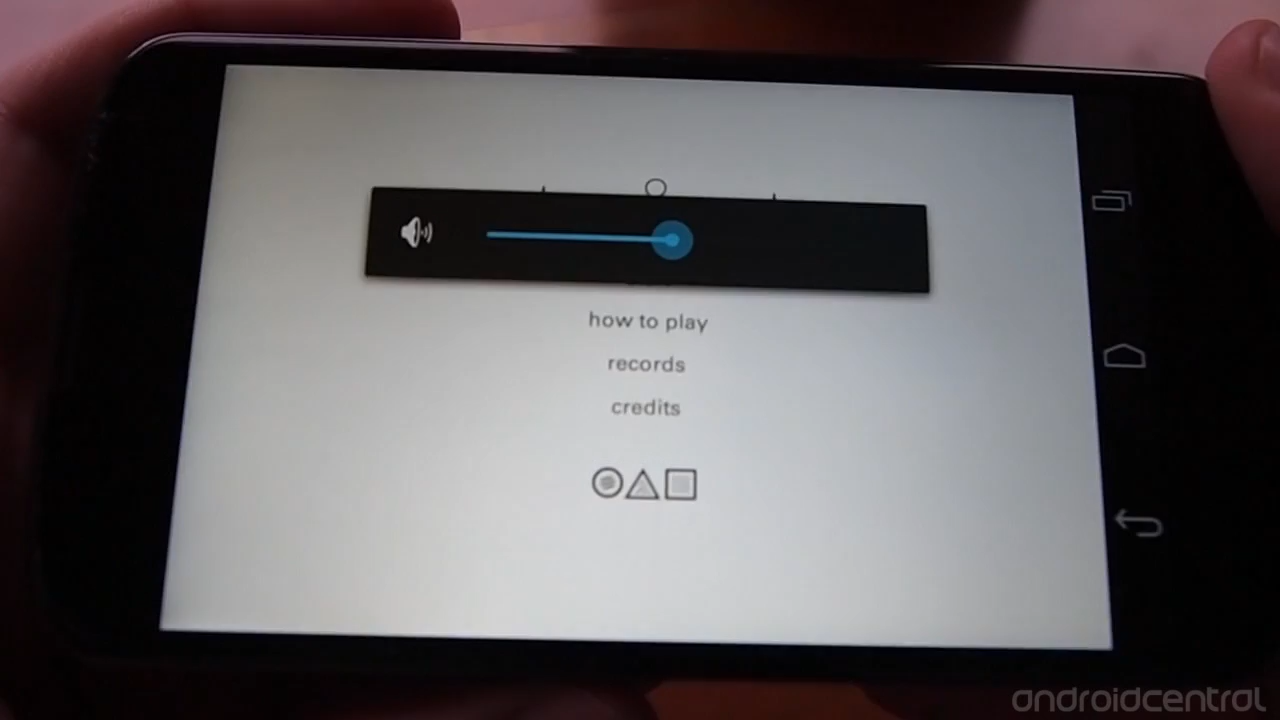 how to play
records
credits
androidcentral